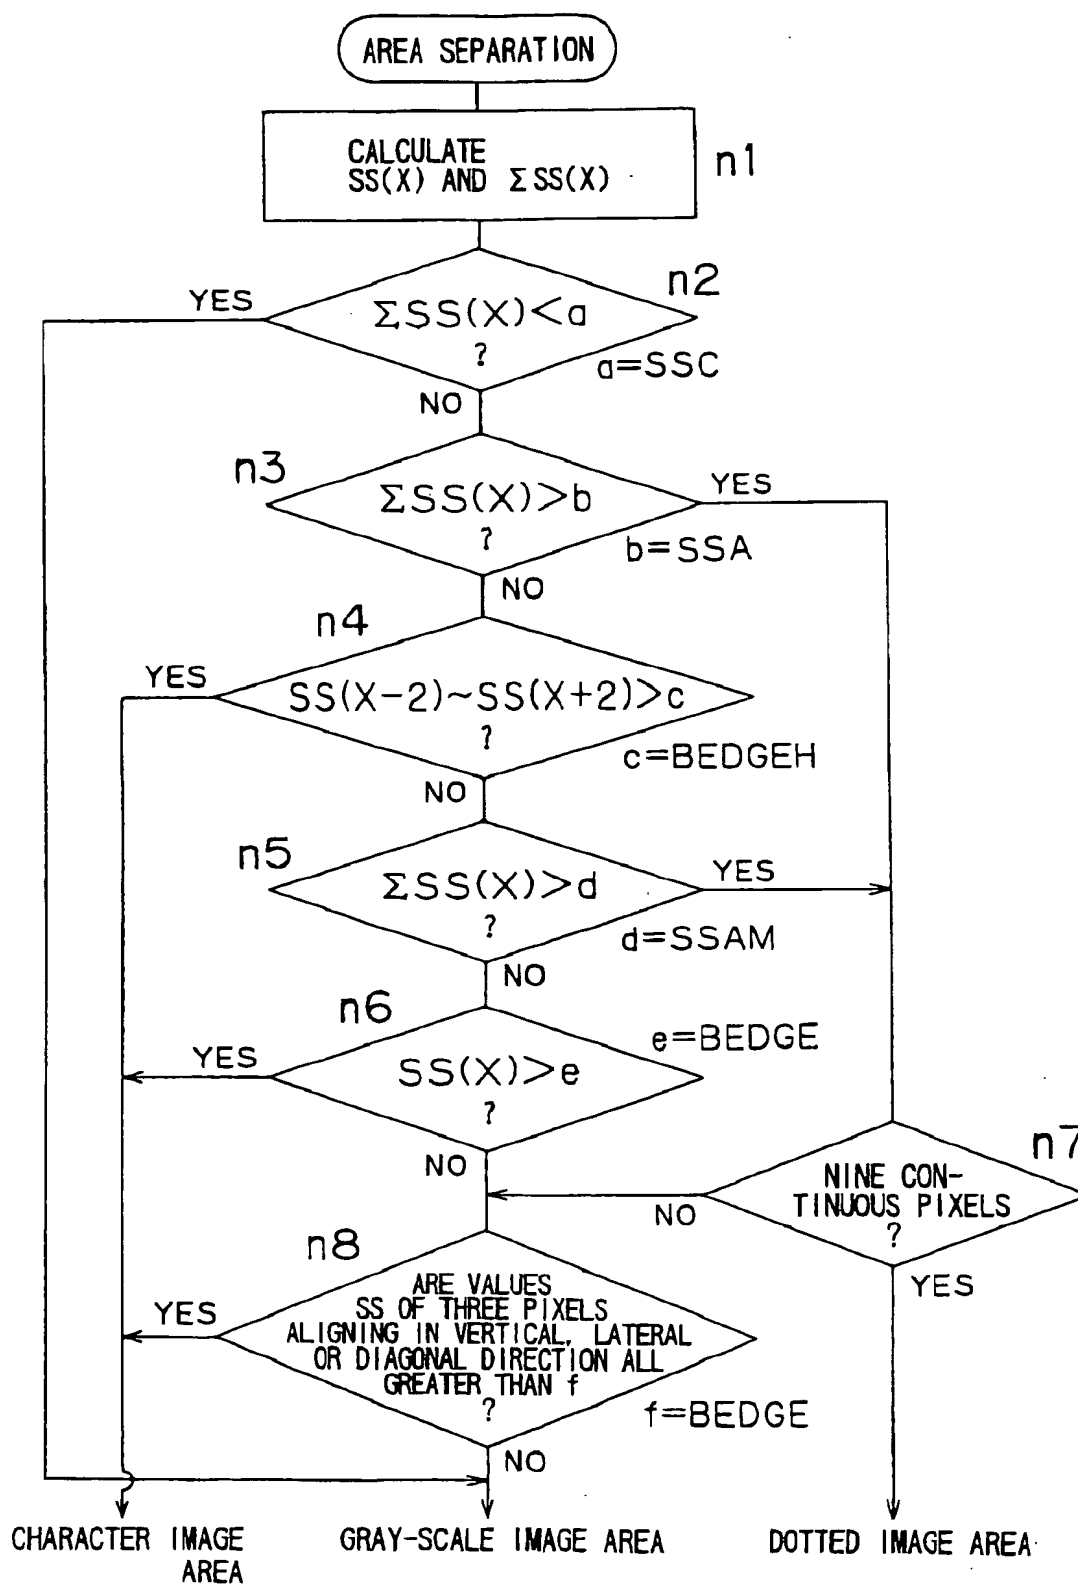 AREA SEPARATION
CALCULATE
SS(X) AND ΣSS(X)
n1
n2
YES
ΣSS(X)<a
?
a=SSC
NO
n3
YES
ΣSS(X)>b
?
b=SSA
NO
n4
YES
SS(X-2)~SS(X+2)>c
?
c=BEDGEH
NO
n5
YES
ΣSS(X)>d
?
d=SSAM
NO
n6
e=BEDGE
YES
SS(X)>e
?
NO
n7
NINE CON-
TINUOUS PIXELS
?
NO
YES
n8
YES
ARE VALUES
SS OF THREE PIXELS
ALIGNING IN VERTICAL, LATERAL
OR DIAGONAL DIRECTION ALL
GREATER THAN f
?
f=BEDGE
NO
CHARACTER IMAGE
AREA
GRAY-SCALE IMAGE AREA
DOTTED IMAGE AREA